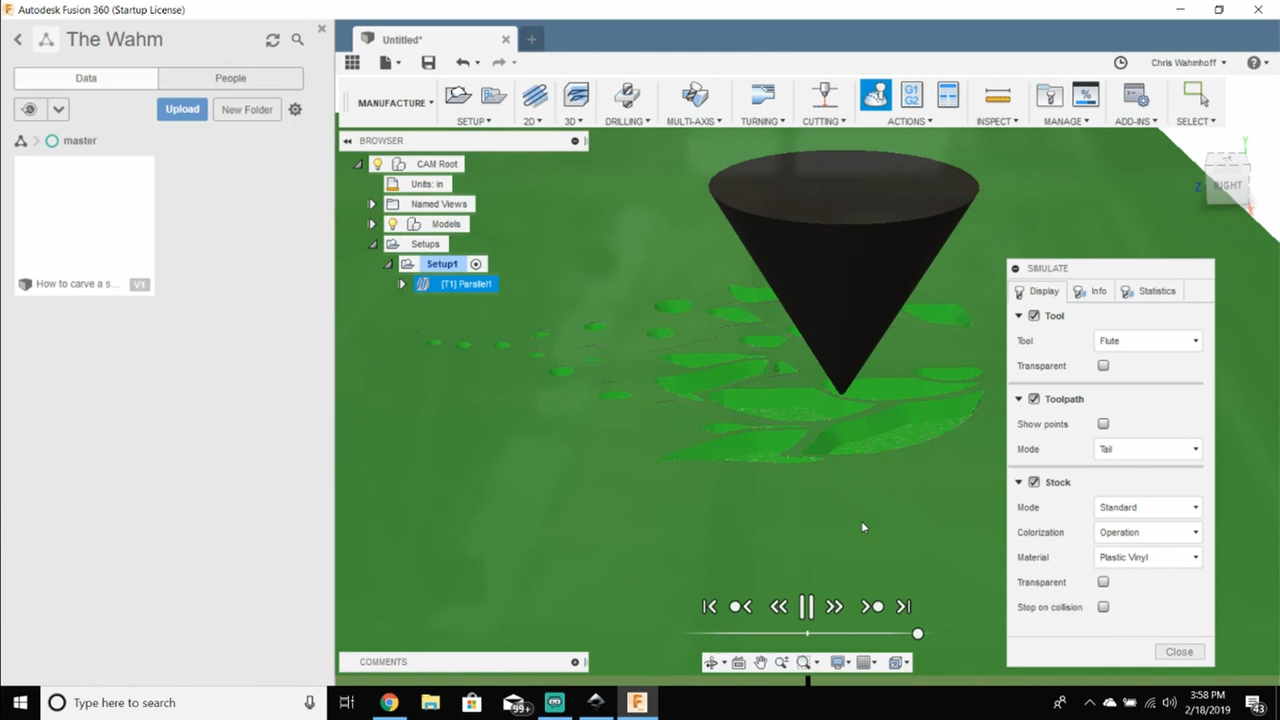 Autodesk Fusion 360 (Startup License)
The Wahm
Data
People
Upload
New Folder
master
How to carve a s...
V1
Untitled*
Chris Wahmhoff
MANUFACTURE
SETUP
2D
3D
DRILLING
MULTI-AXIS
TURNING
CUTTING
G1
G2
ACTIONS
INSPECT
%
MANAGE
ADD-INS
SELECT
BROWSER
CAM Root
Units: in
Named Views
Models
Setups
Setup1
[T1] Parallel1
Y
Z
RIGHT
SIMULATE
Display
Info
Statistics
Tool
Tool
Flute
Transparent
Toolpath
Show points
Mode
Tail
Stock
Mode
Standard
Colorization
Operation
Material
Plastic Vinyl
Transparent
Stop on collision
Close
COMMENTS
Type here to search
99+
3:58 PM
2/18/2019
43